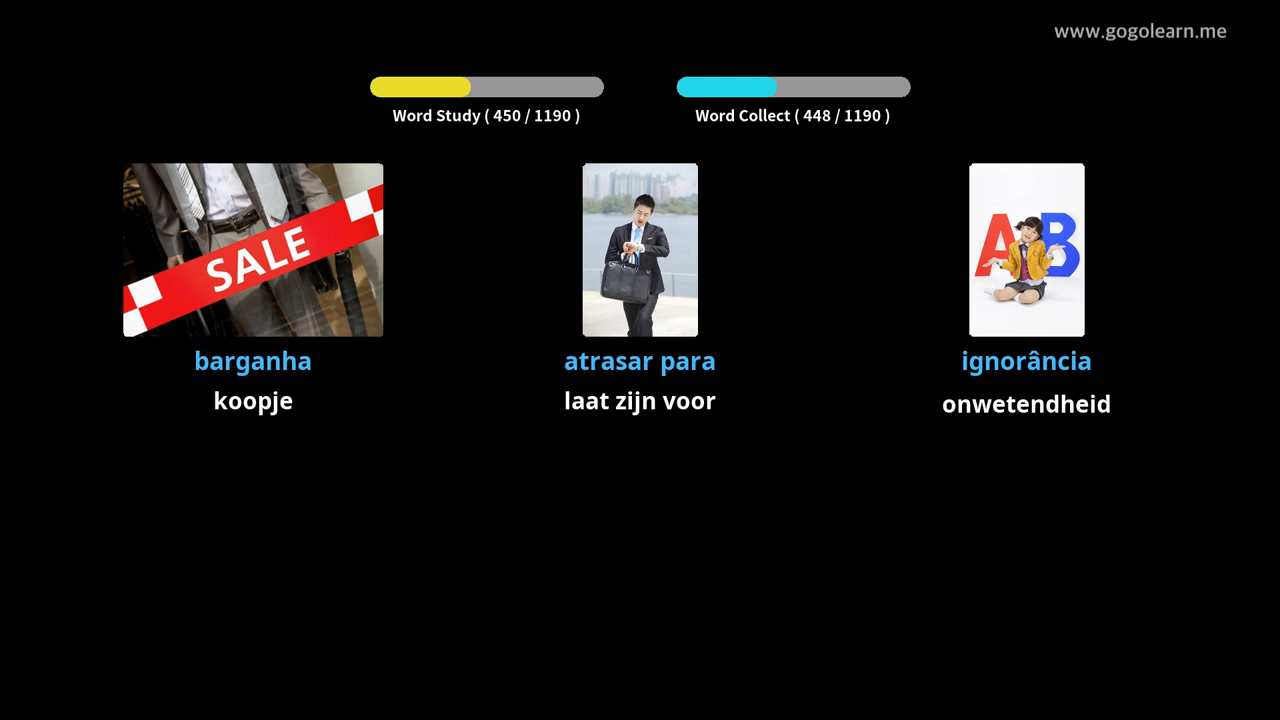 www.gogolearn.me
Word Study ( 450 / 1190 )
Word Collect ( 448 / 1190 )
SALE
AB
barganha
atrasar para
ignorância
koopje
laat zijn voor
onwetendheid